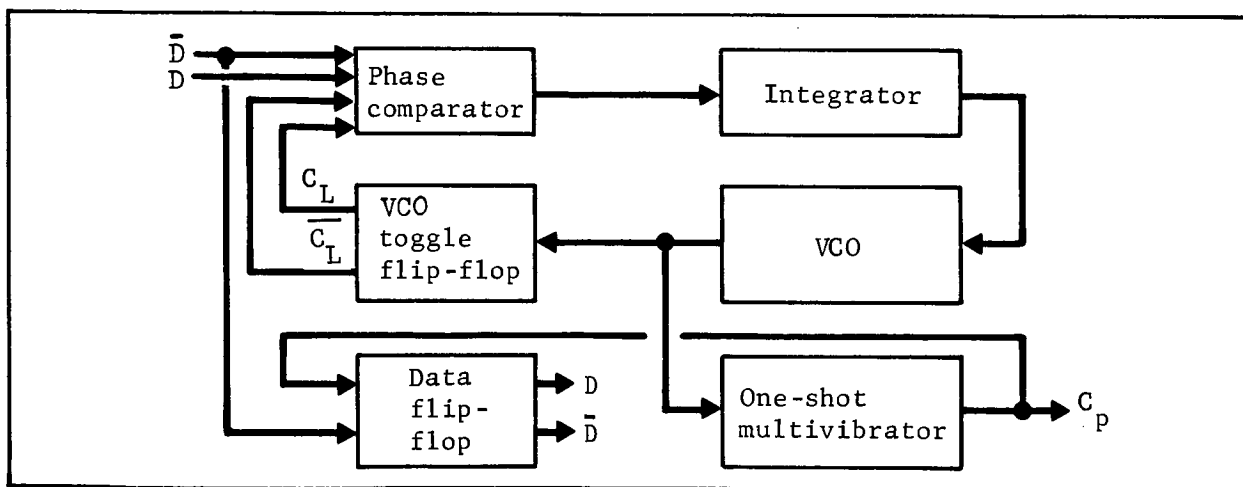 D̅
D
Phase
comparator
Integrator
C_L
C̅_L̅
VCO
toggle
flip-flop
VCO
Data
flip-
flop
D
D̅
One-shot
multivibrator
C_p